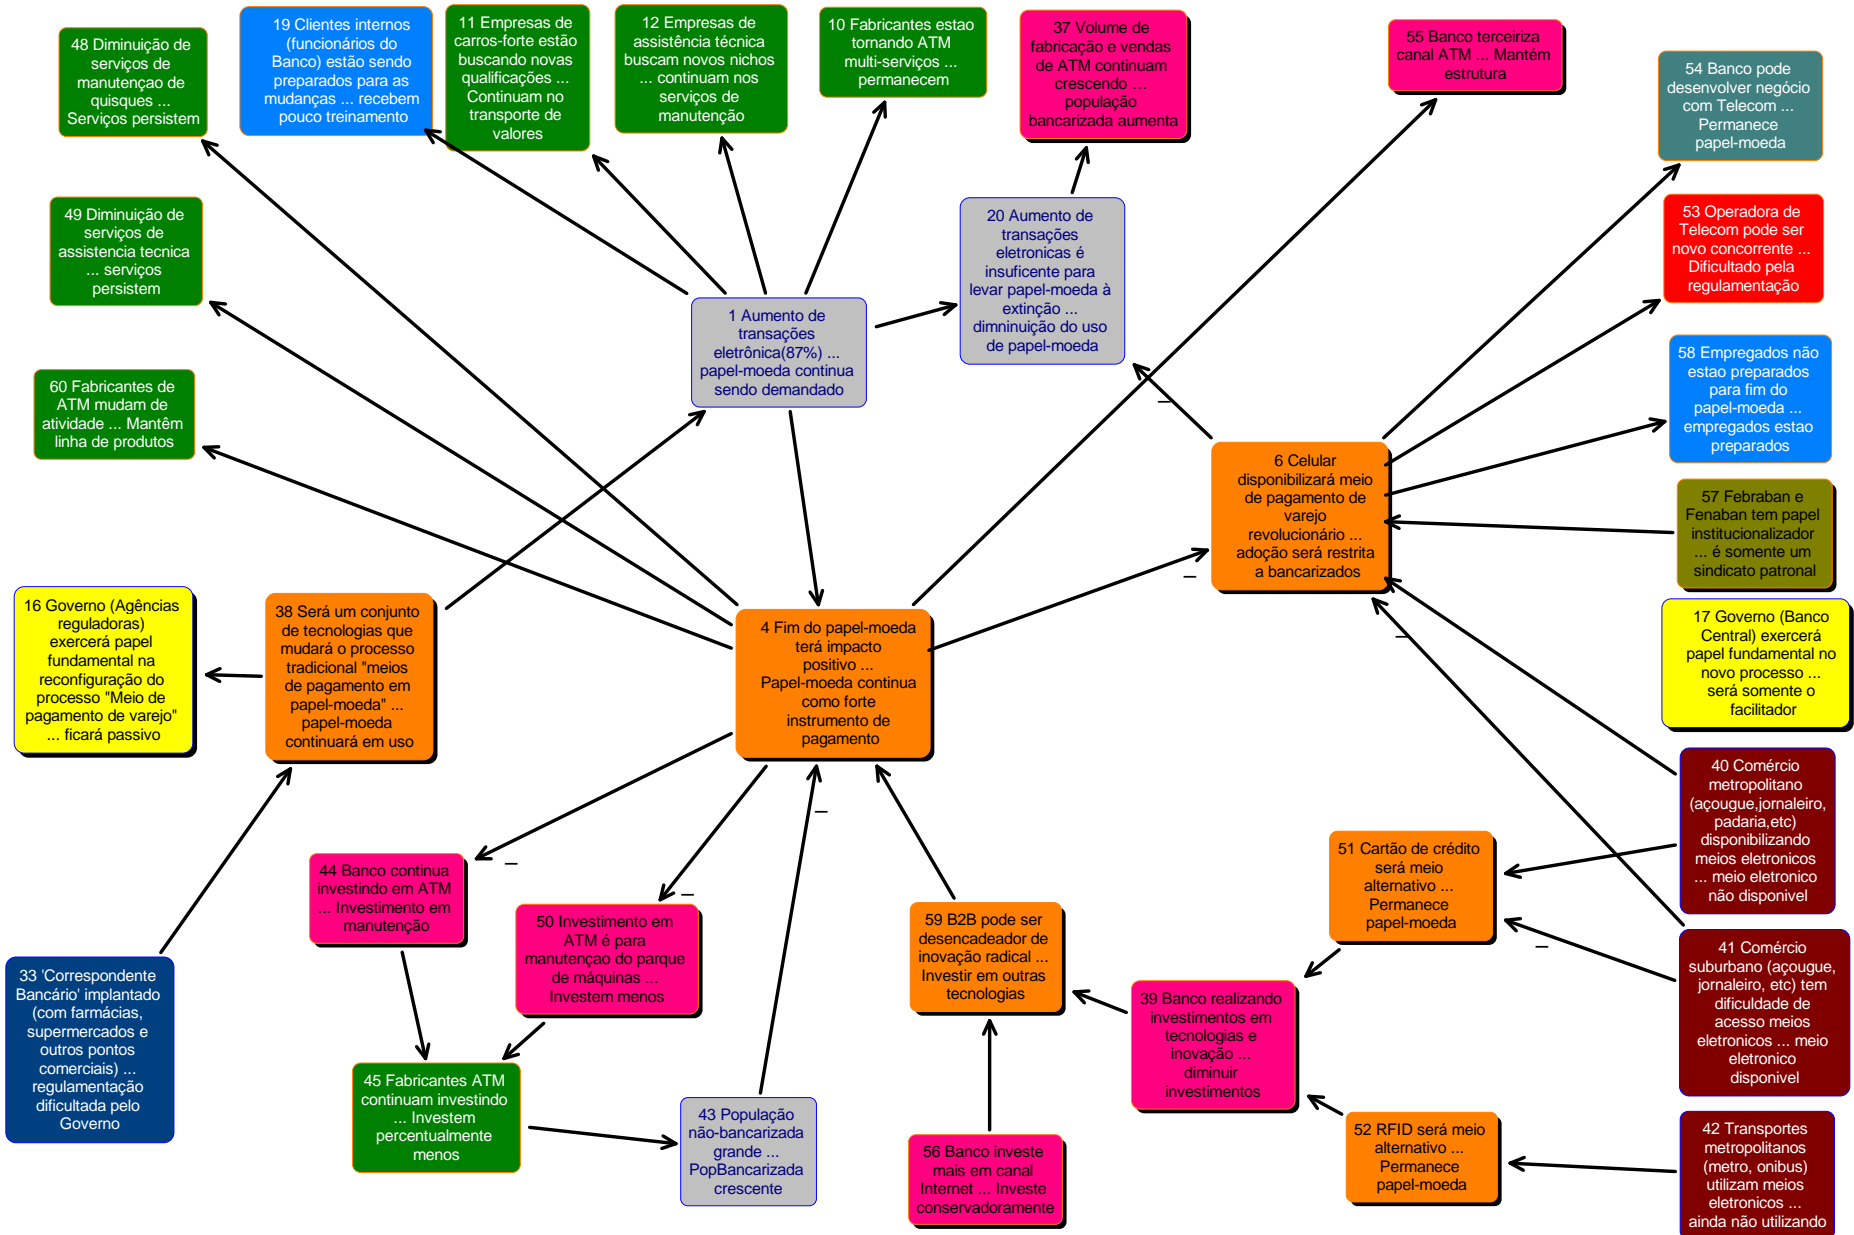 48 Diminuição de
serviços de
manutençao de
quisques ...
Serviços persistem
19 Clientes internos
(funcionários do
Banco) estão sendo
preparados para as
mudanças ... recebem
pouco treinamento
11 Empresas de
carros-forte estão
buscando novas
qualificações ...
Continuam no
transporte de
valores
12 Empresas de
assistência técnica
buscam novos nichos
... continuam nos
serviços de
manutenção
10 Fabricantes estao
tornando ATM
multi-serviços ...
permanecem
37 Volume de
fabricação e vendas
de ATM continuam
crescendo ...
população
bancarizada aumenta
55 Banco terceiriza
canal ATM ... Mantém
estrutura
54 Banco pode
desenvolver negócio
com Telecom ...
Permanece
papel-moeda
49 Diminuição de
serviços de
assistencia tecnica
... serviços
persistem
20 Aumento de
transações
eletronicas é
insuficente para
levar papel-moeda à
extinção ...
dimninuição do uso
de papel-moeda
53 Operadora de
Telecom pode ser
novo concorrente ...
Dificultado pela
regulamentação
1 Aumento de
transações
eletrônica(87%) ...
papel-moeda continua
sendo demandado
58 Empregados não
estao preparados
para fim do
papel-moeda ...
empregados estao
preparados
60 Fabricantes de
ATM mudam de
atividade ... Mantêm
linha de produtos
6 Celular
disponibilizará meio
de pagamento de
varejo
revolucionário ...
adoção será restrita
a bancarizados
57 Febraban e
Fenaban tem papel
institucionalizador
... é somente um
sindicato patronal
16 Governo (Agências
reguladoras)
exercerá papel
fundamental na
reconfiguração do
processo "Meio de
pagamento de varejo"
... ficará passivo
38 Será um conjunto
de tecnologias que
mudará o processo
tradicional "meios
de pagamento em
papel-moeda" ...
papel-moeda
continuará em uso
4 Fim do papel-moeda
terá impacto
positivo ...
Papel-moeda continua
como forte
instrumento de
pagamento
17 Governo (Banco
Central) exercerá
papel fundamental no
novo processo ...
será somente o
facilitador
40 Comércio
metropolitano
(açougue,jornaleiro,
padaria,etc)
disponibilizando
meios eletronicos
... meio eletronico
não disponivel
51 Cartão de crédito
será meio
alternativo ...
Permanece
papel-moeda
44 Banco continua
investindo em ATM
... Investimento em
manutenção
50 Investimento em
ATM é para
manutençao do parque
de máquinas ...
Investem menos
59 B2B pode ser
desencadeador de
inovação radical ...
Investir em outras
tecnologias
41 Comércio
suburbano (açougue,
jornaleiro, etc) tem
dificuldade de
acesso meios
eletronicos ... meio
eletronico
disponivel
33 'Correspondente
Bancário' implantado
(com farmácias,
supermercados e
outros pontos
comerciais) ...
regulamentação
dificultada pelo
Governo
39 Banco realizando
investimentos em
tecnologias e
inovação ...
diminuir
investimentos
45 Fabricantes ATM
continuam investindo
... Investem
percentualmente
menos
43 População
não-bancarizada
grande ...
PopBancarizada
crescente
56 Banco investe
mais em canal
Internet ... Investe
conservadoramente
52 RFID será meio
alternativo ...
Permanece
papel-moeda
42 Transportes
metropolitanos
(metro, onibus)
utilizam meios
eletronicos ...
ainda não utilizando